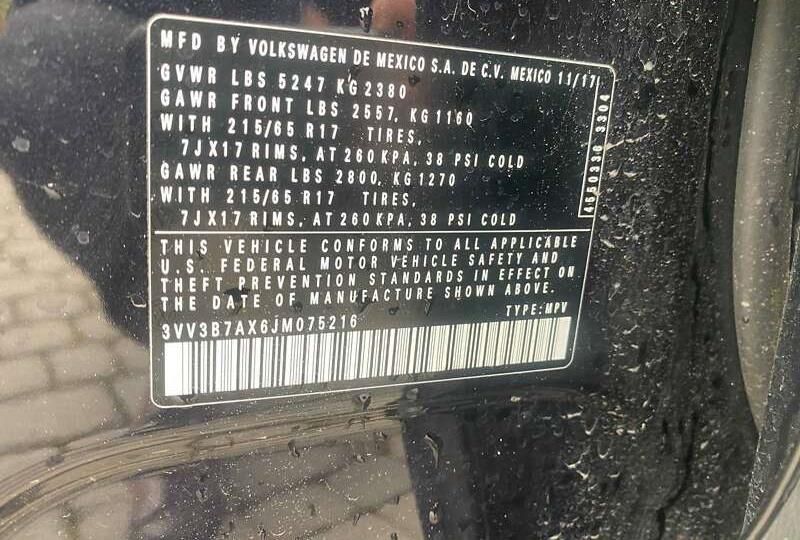 MFD BY VOLKSWAGEN DE MEXICO S.A. DE C.V. MEXICO 11/17
GVWR LBS 5247 KG 2380
GAWR FRONT LBS 2557, KG 1160
WITH 215/65 R17 TIRES,
7JX17 RIMS, AT 260 KPA, 38 PSI COLD
GAWR REAR LBS 2800, KG 1270
WITH 215/65 R17 TIRES,
7JX17 RIMS, AT 260 KPA, 38 PSI COLD
4550336 3304
THIS VEHICLE CONFORMS TO ALL APPLICABLE
U.S. FEDERAL MOTOR VEHICLE SAFETY AND
THEFT PREVENTION STANDARDS IN EFFECT ON
THE DATE OF MANUFACTURE SHOWN ABOVE.
3VV3B7AX6JM075216 TYPE:MPV